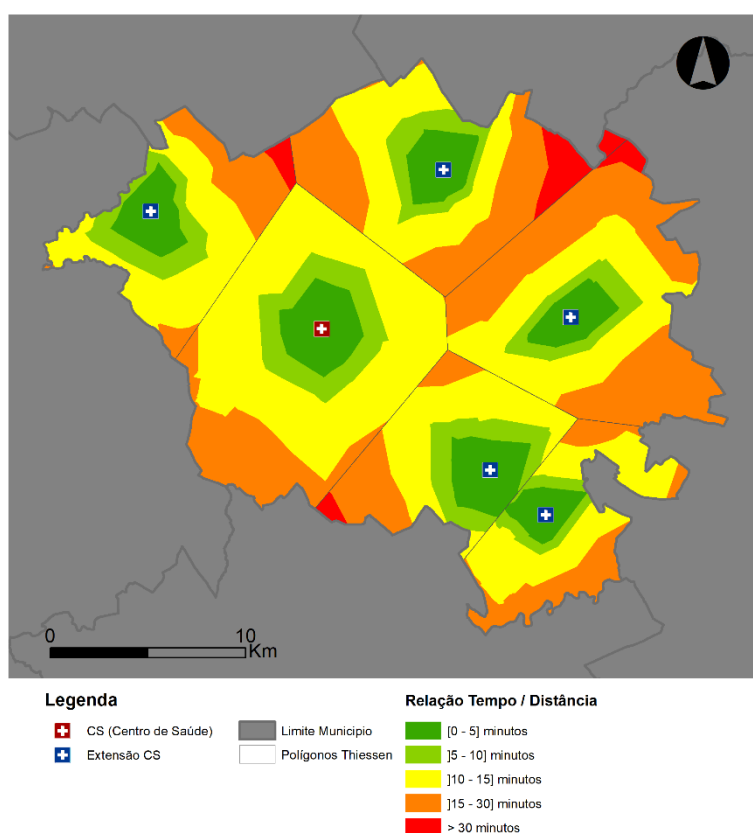 0 10
Km
Legenda
CS (Centro de Saúde)
Extensão CS
Limite Municipio
Polígonos Thiessen
Relação Tempo / Distância
]0 - 5] minutos
]5 - 10] minutos
]10 - 15] minutos
]15 - 30] minutos
> 30 minutos